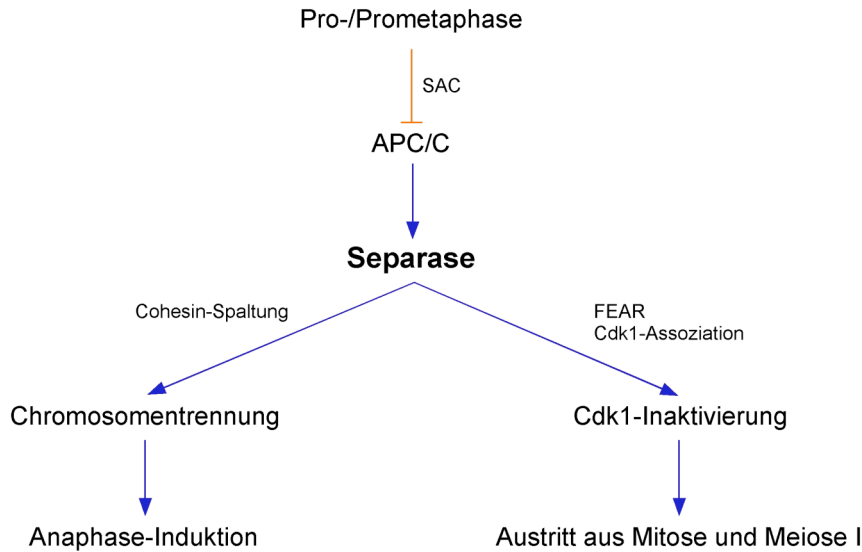 Pro-/Prometaphase
SAC
APC/C
Separase
Cohesin-Spaltung
FEAR
Cdk1-Assoziation
Chromosomentrennung
Cdk1-Inaktivierung
Anaphase-Induktion
Austritt aus Mitose und Meiose I